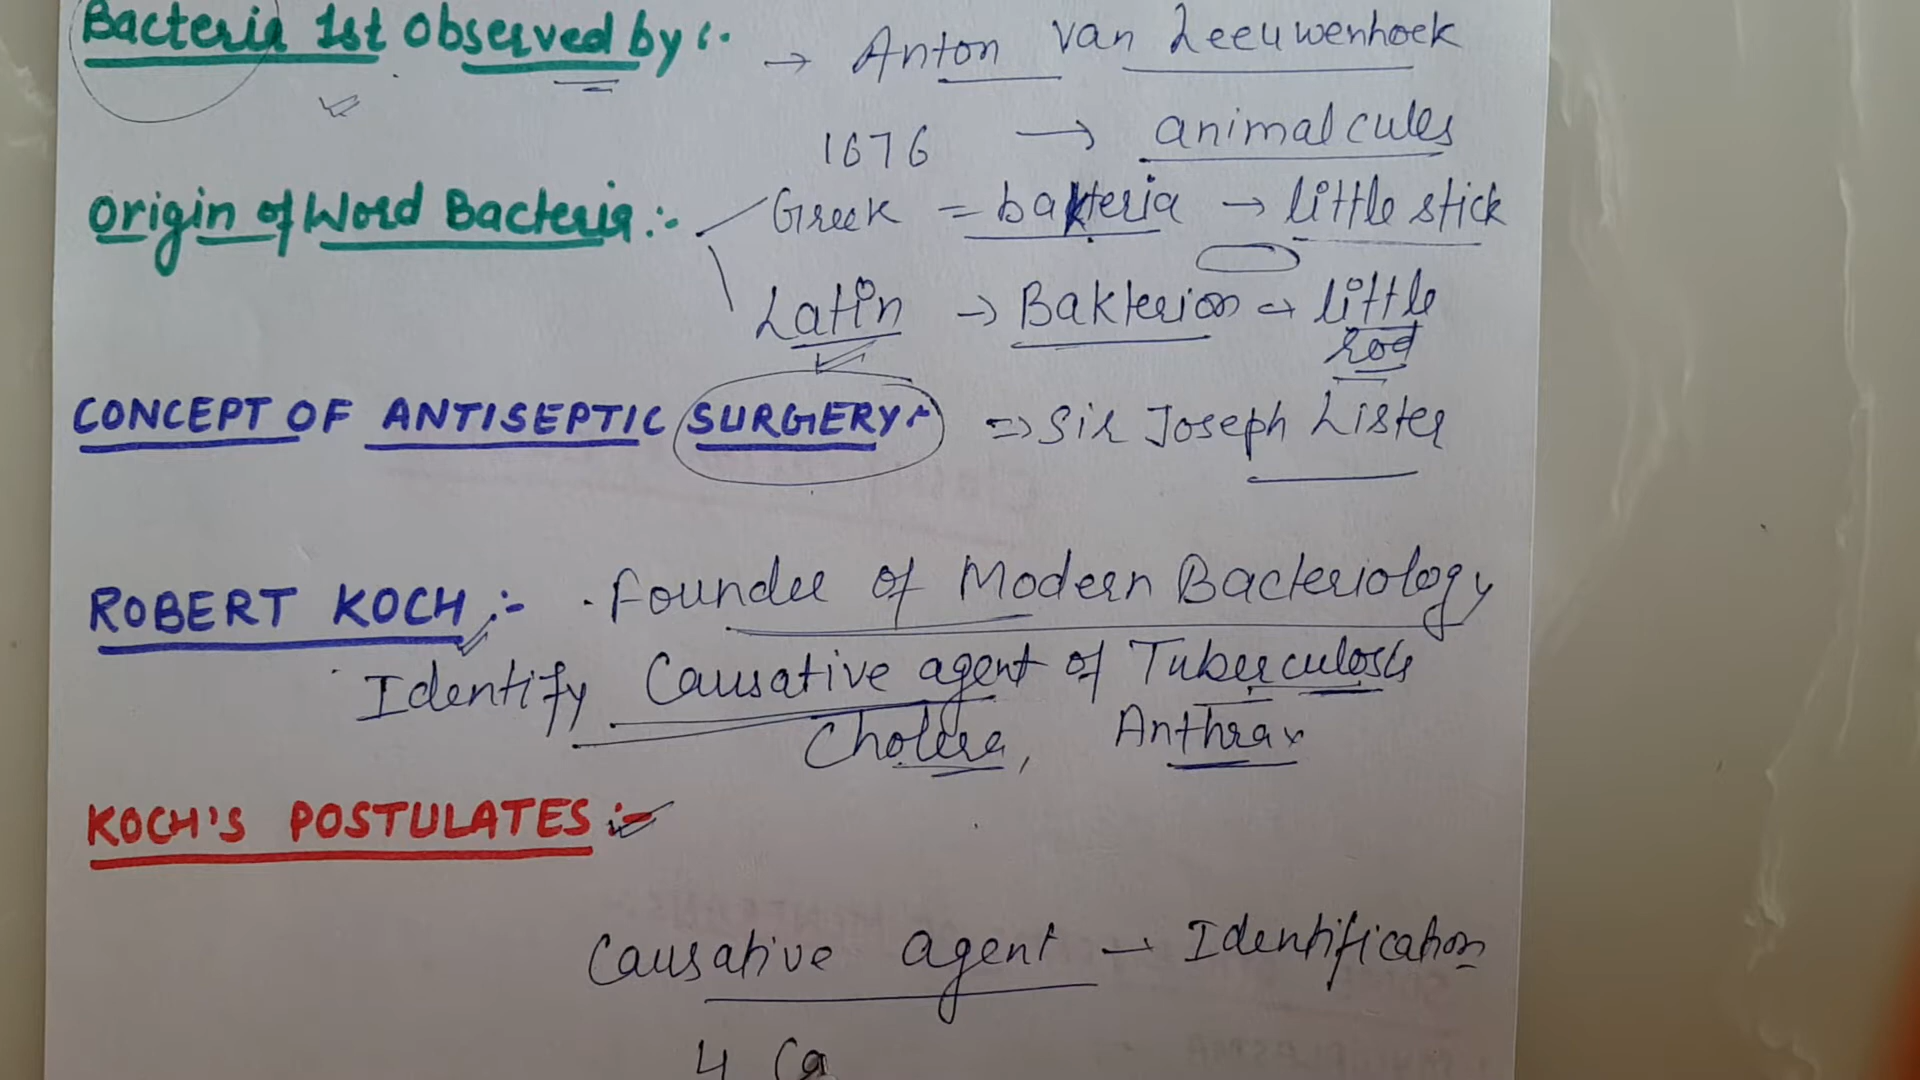 Bacteria 1st Observed by :- → Anton van Leeuwenhoek
1676 → animalcules
Origin of Word Bacteria :- Greek = bakteria → little stick
Latin → Bakterion → little
rod
CONCEPT OF ANTISEPTIC SURGERY :- ⇒ Sir Joseph Lister
ROBERT KOCH :- . Founder of Modern Bacteriology
Identify Causative agent of Tuberculosis
Cholera, Anthrax
KOCH'S POSTULATES :-
Causative agent → Identification
4 Ca